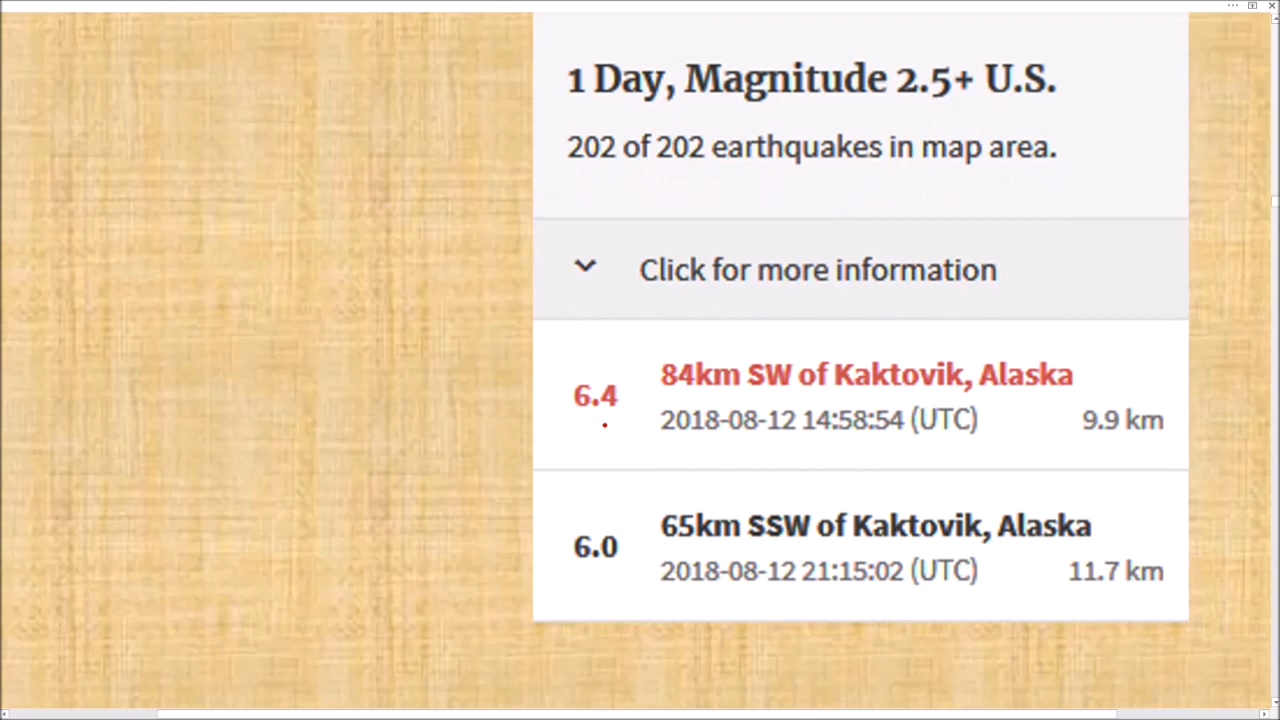 1 Day, Magnitude 2.5+ U.S.
202 of 202 earthquakes in map area.
Click for more information
6.4
84km SW of Kaktovik, Alaska
2018-08-12 14:58:54 (UTC) 9.9 km
6.0
65km SSW of Kaktovik, Alaska
2018-08-12 21:15:02 (UTC) 11.7 km